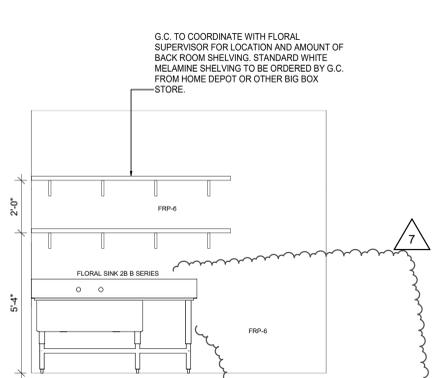 G.C. TO COORDINATE WITH FLORAL
SUPERVISOR FOR LOCATION AND AMOUNT OF
BACK ROOM SHELVING. STANDARD WHITE
MELAMINE SHELVING TO BE ORDERED BY G.C.
FROM HOME DEPOT OR OTHER BIG BOX
STORE.
2'-0"
FRP-6
7
FLORAL SINK 2B B SERIES
5'-4"
FRP-6